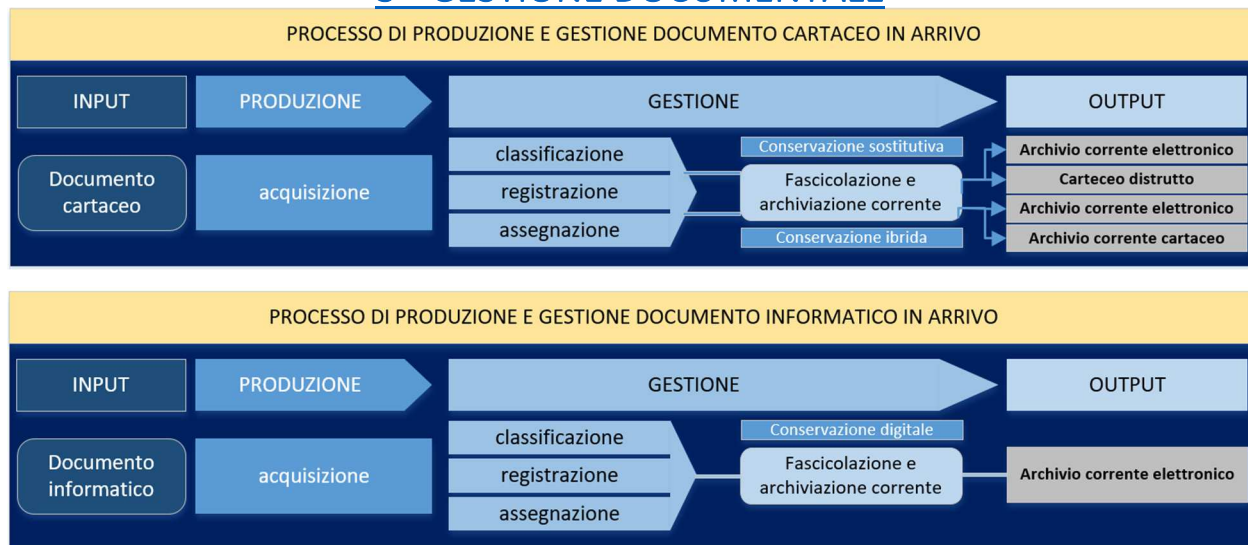 PROCESSO DI PRODUZIONE E GESTIONE DOCUMENTO CARTACEO IN ARRIVO
INPUT
PRODUZIONE
GESTIONE
OUTPUT
Documento
cartaceo
acquisizione
classificazione
registrazione
assegnazione
Conservazione sostitutiva
Fascicolazione e
archiviazione corrente
Conservazione ibrida
Archivio corrente elettronico
Carteceo distrutto
Archivio corrente elettronico
Archivio corrente cartaceo
PROCESSO DI PRODUZIONE E GESTIONE DOCUMENTO INFORMATICO IN ARRIVO
INPUT
PRODUZIONE
GESTIONE
OUTPUT
Documento
informatico
acquisizione
classificazione
registrazione
assegnazione
Conservazione digitale
Fascicolazione e
archiviazione corrente
Archivio corrente elettronico